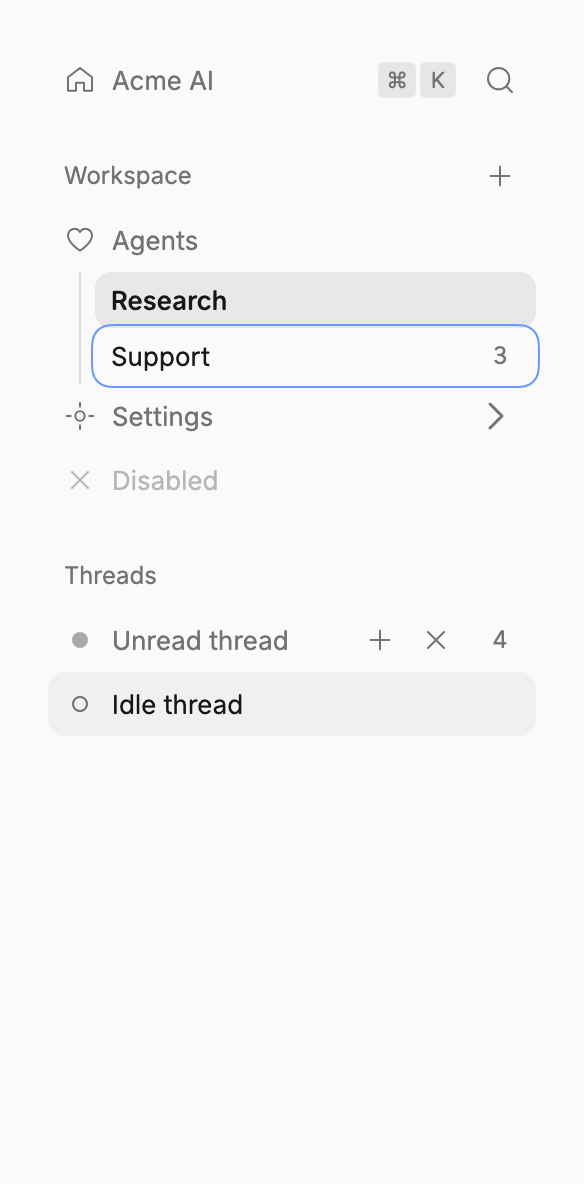 Acme AI ⌘ K
Workspace
Agents
Research
Support 3
Settings
Disabled
Threads
Unread thread 4
Idle thread